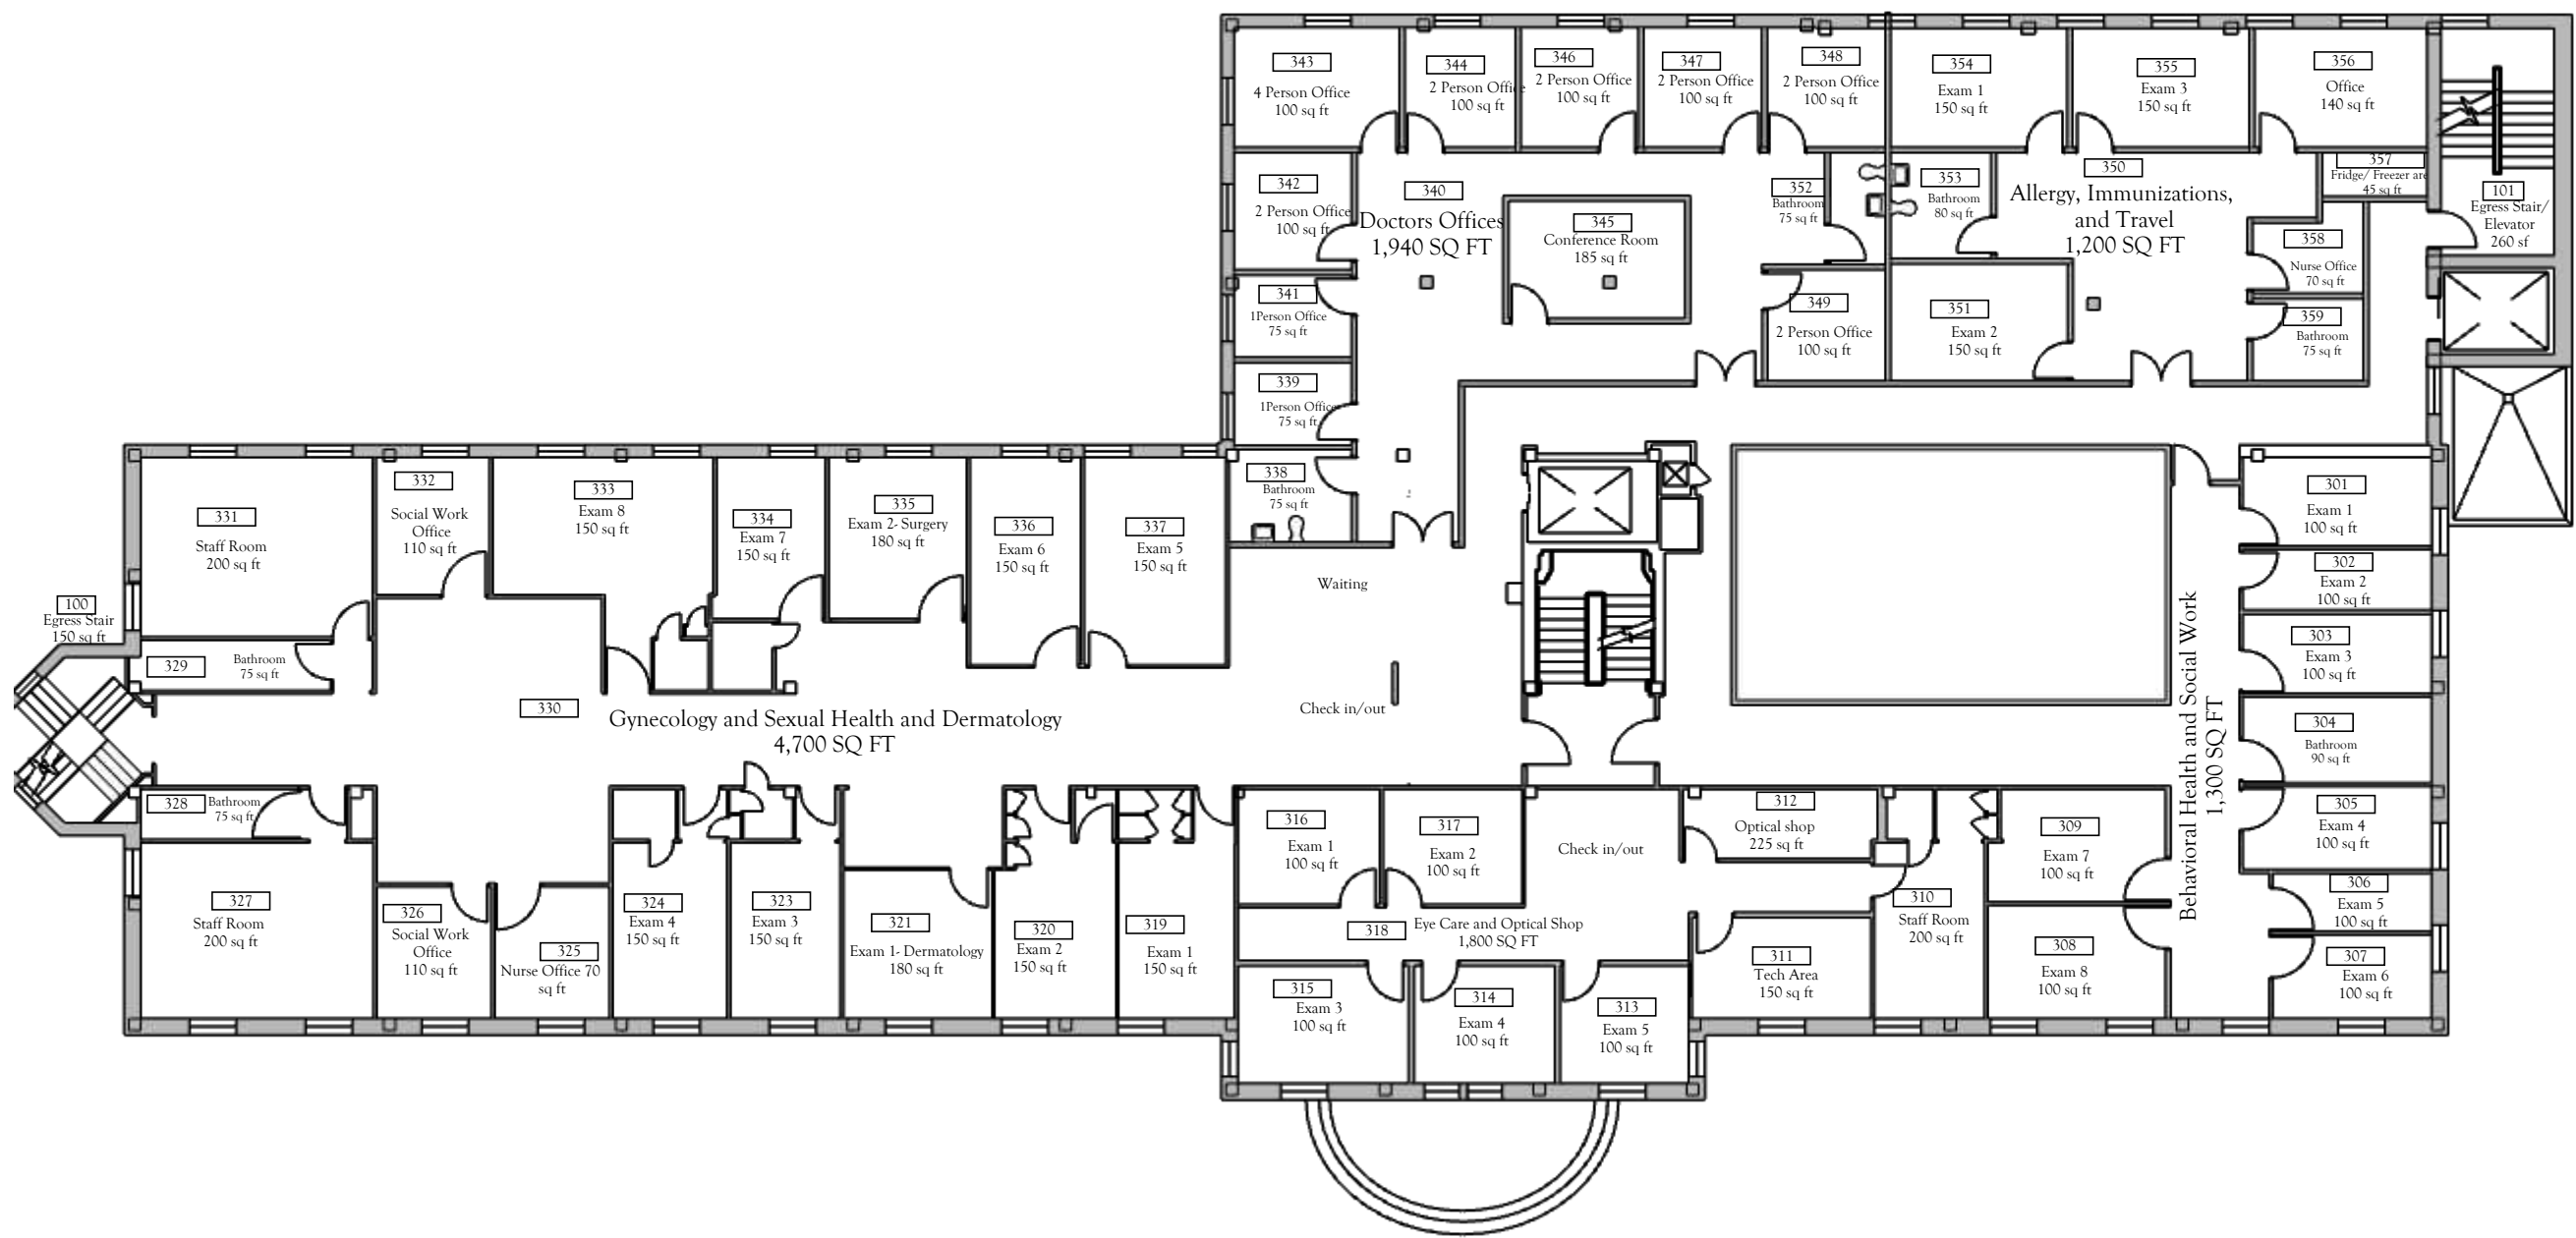 343
4 Person Office
100 sq ft
344
2 Person Offic
100 sq ft
346
2 Person Office
100 sq ft
347
2 Person Office
100 sq ft
348
2 Person Office
100 sq ft
354
Exam 1
150 sq ft
355
Exam 3
150 sq ft
356
Office
140 sq ft
342
2 Person Office
100 sq ft
340
Doctors Offices
1,940 SQ FT
345
Conference Room
185 sq ft
352
Bathroom
75 sq ft
353
Bathroom
80 sq ft
350
Allergy, Immunizations,
and Travel
1,200 SQ FT
357
Fridge/ Freezer are
45 sq ft
101
Egress Stair/
Elevator
260 sf
358
Nurse Office
70 sq ft
341
1Person Office
75 sq ft
349
2 Person Office
100 sq ft
351
Exam 2
150 sq ft
359
Bathroom
75 sq ft
339
1Person Office
75 sq ft
338
Bathroom
75 sq ft
331
Staff Room
200 sq ft
332
Social Work
Office
110 sq ft
333
Exam 8
150 sq ft
334
Exam 7
150 sq ft
335
Exam 2- Surgery
180 sq ft
336
Exam 6
150 sq ft
337
Exam 5
150 sq ft
Waiting
301
Exam 1
100 sq ft
302
Exam 2
100 sq ft
303
Exam 3
100 sq ft
100
Egress Stair
150 sq ft
329
Bathroom
75 sq ft
330
Gynecology and Sexual Health and Dermatology
4,700 SQ FT
Check in/out
Behavioral Health and Social Work
1,300 SQ FT
304
Bathroom
90 sq ft
328
Bathroom
75 sq ft
316
Exam 1
100 sq ft
317
Exam 2
100 sq ft
Check in/out
312
Optical shop
225 sq ft
309
Exam 7
100 sq ft
305
Exam 4
100 sq ft
327
Staff Room
200 sq ft
326
Social Work
Office
110 sq ft
325
Nurse Office 70
sq ft
324
Exam 4
150 sq ft
323
Exam 3
150 sq ft
321
Exam 1- Dermatology
180 sq ft
320
Exam 2
150 sq ft
319
Exam 1
150 sq ft
318
Eye Care and Optical Shop
1,800 SQ FT
310
Staff Room
200 sq ft
306
Exam 5
100 sq ft
315
Exam 3
100 sq ft
314
Exam 4
100 sq ft
313
Exam 5
100 sq ft
311
Tech Area
150 sq ft
308
Exam 8
100 sq ft
307
Exam 6
100 sq ft